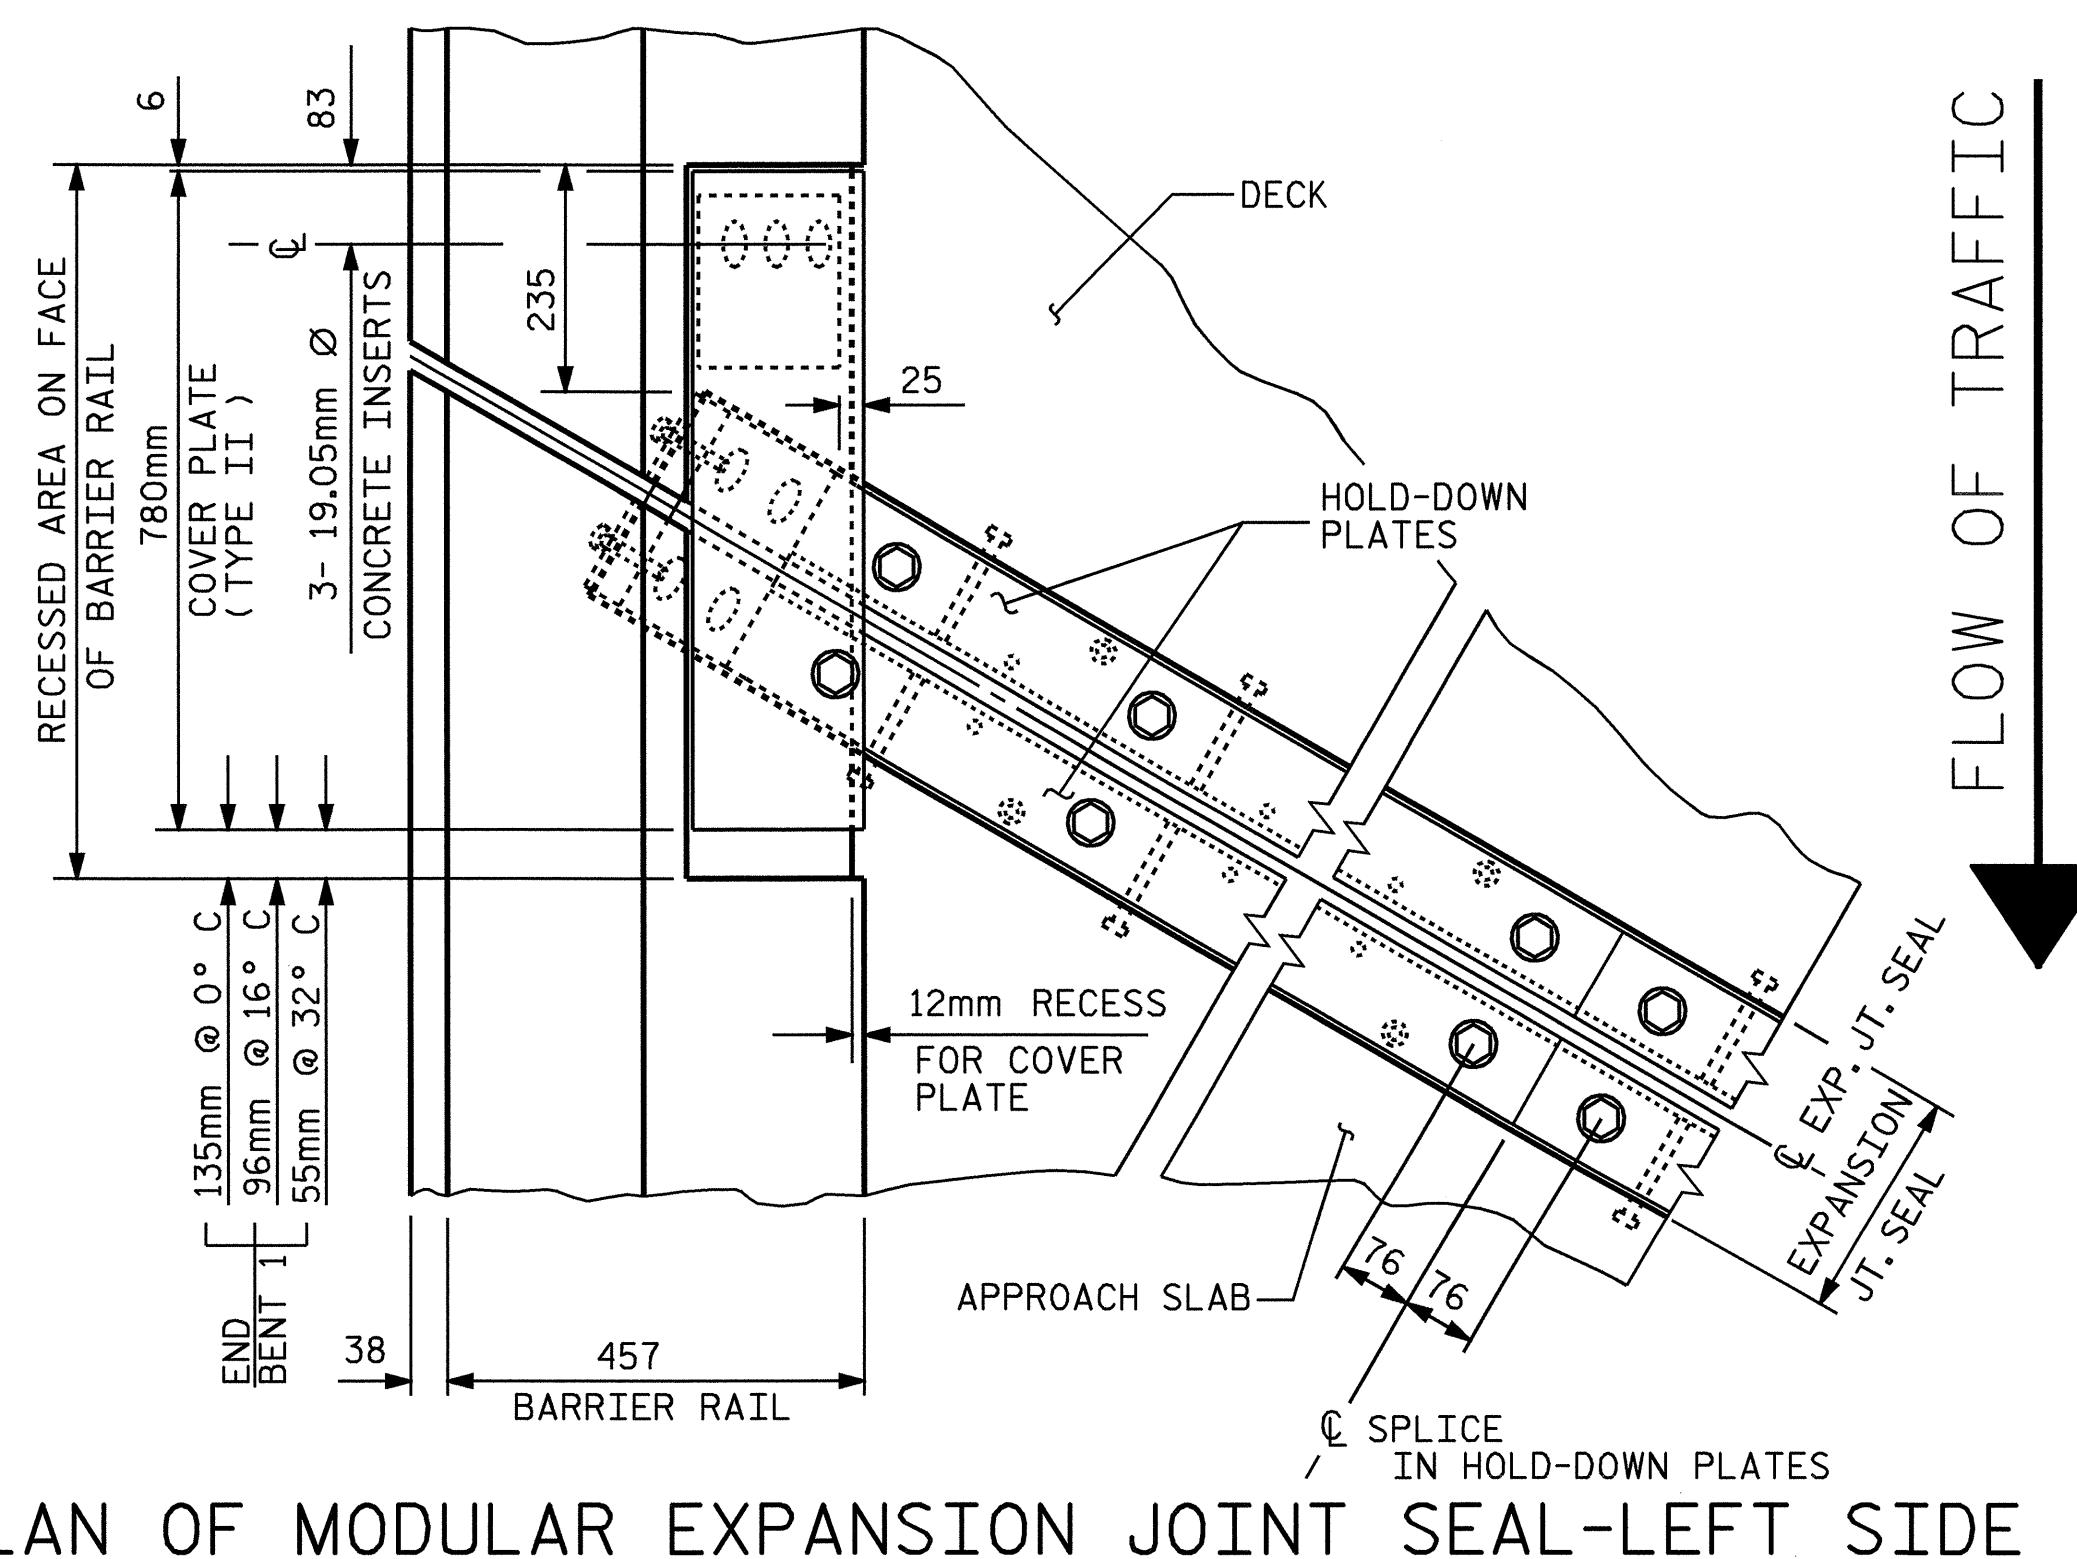 6
83
RECESSED AREA ON FACE
OF BARRIER RAIL
780mm
COVER PLATE
(TYPE II)
3- 19.05mm Ø
CONCRETE INSERTS
℄
235
25
DECK
HOLD-DOWN
PLATES
FLOW OF TRAFFIC
135mm @ 0° C
96mm @ 16° C
55mm @ 32° C
END
BENT 1
12mm RECESS
FOR COVER
PLATE
38
457
BARRIER RAIL
APPROACH SLAB
76
76
℄ EXP. JT. SEAL
EXPANSION
JT. SEAL
℄ SPLICE
IN HOLD-DOWN PLATES
LAN OF MODULAR EXPANSION JOINT SEAL-LEFT SIDE